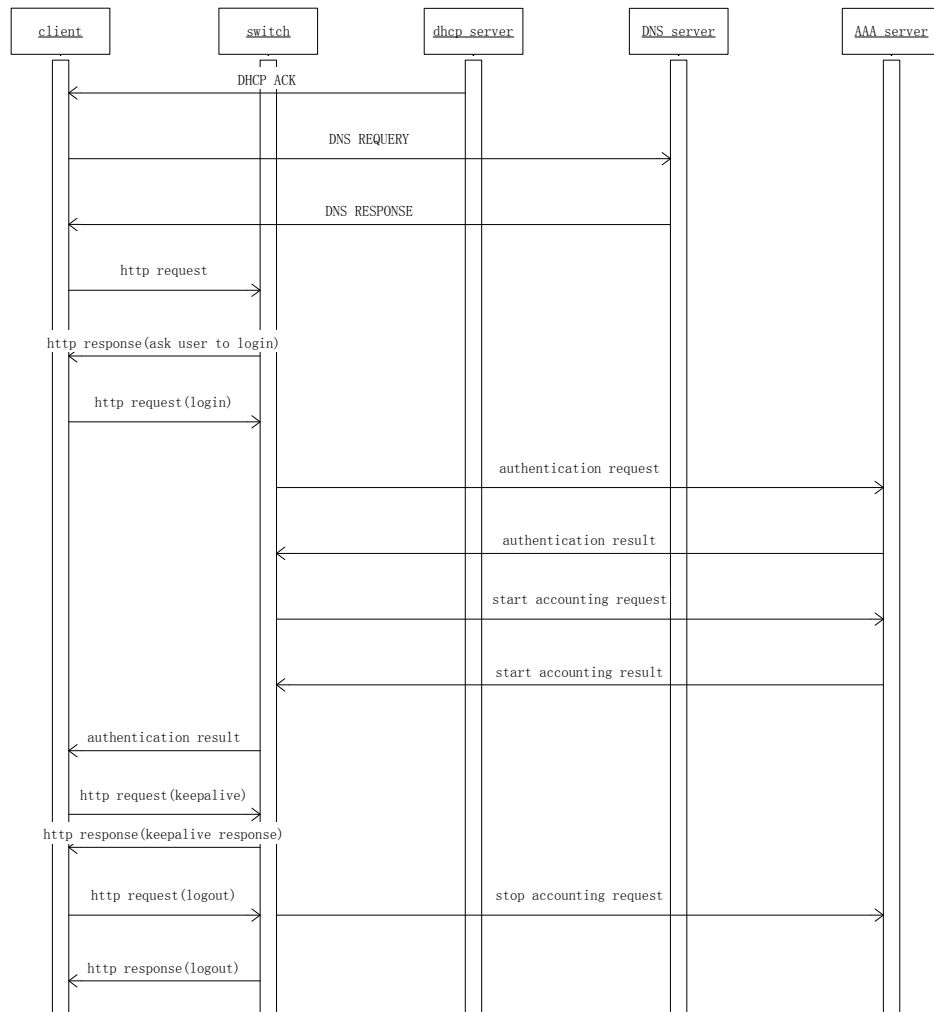 client
switch
dhcp server
DNS server
AAA server
DHCP ACK
DNS REQUERY
DNS RESPONSE
http request
http response(ask user to login)
http request(login)
authentication request
authentication result
start accounting request
start accounting result
authentication result
http request(keepalive)
http response(keepalive response)
http request(logout)
stop accounting request
http response(logout)